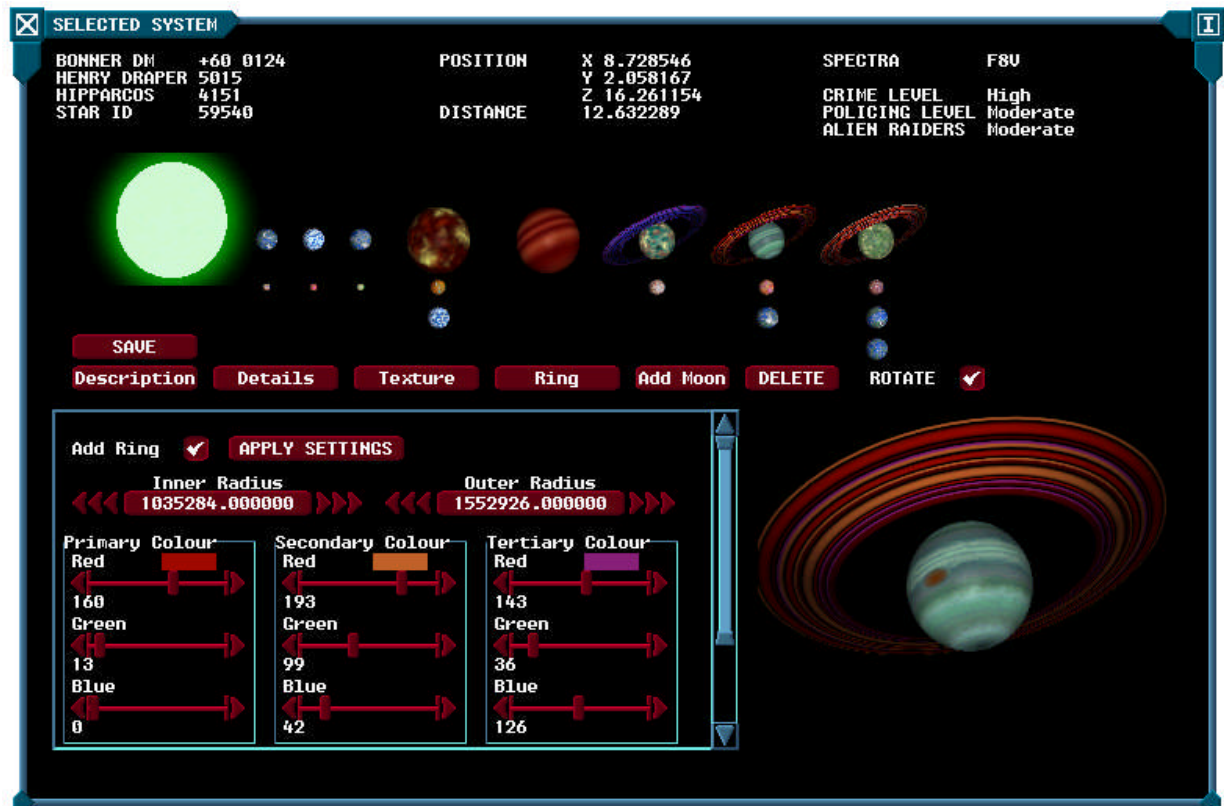 SELECTED SYSTEM
I
BONNER DM +60 0124 POSITION X 8.728546 SPECTRA F8V
HENRY DRAPER 5015 Y 2.058167
HIPPARCOS 4151 Z 16.261154 CRIME LEVEL High
STAR ID 59540 DISTANCE 12.632289 POLICING LEVEL Moderate
ALIEN RAIDERS Moderate
SAVE
Description Details Texture Ring Add Moon DELETE ROTATE
Add Ring APPLY SETTINGS
Inner Radius Outer Radius
1035284.000000 1552926.000000
Primary Colour Secondary Colour Tertiary Colour
Red Red Red
160 193 143
Green Green Green
13 99 36
Blue Blue Blue
0 42 126